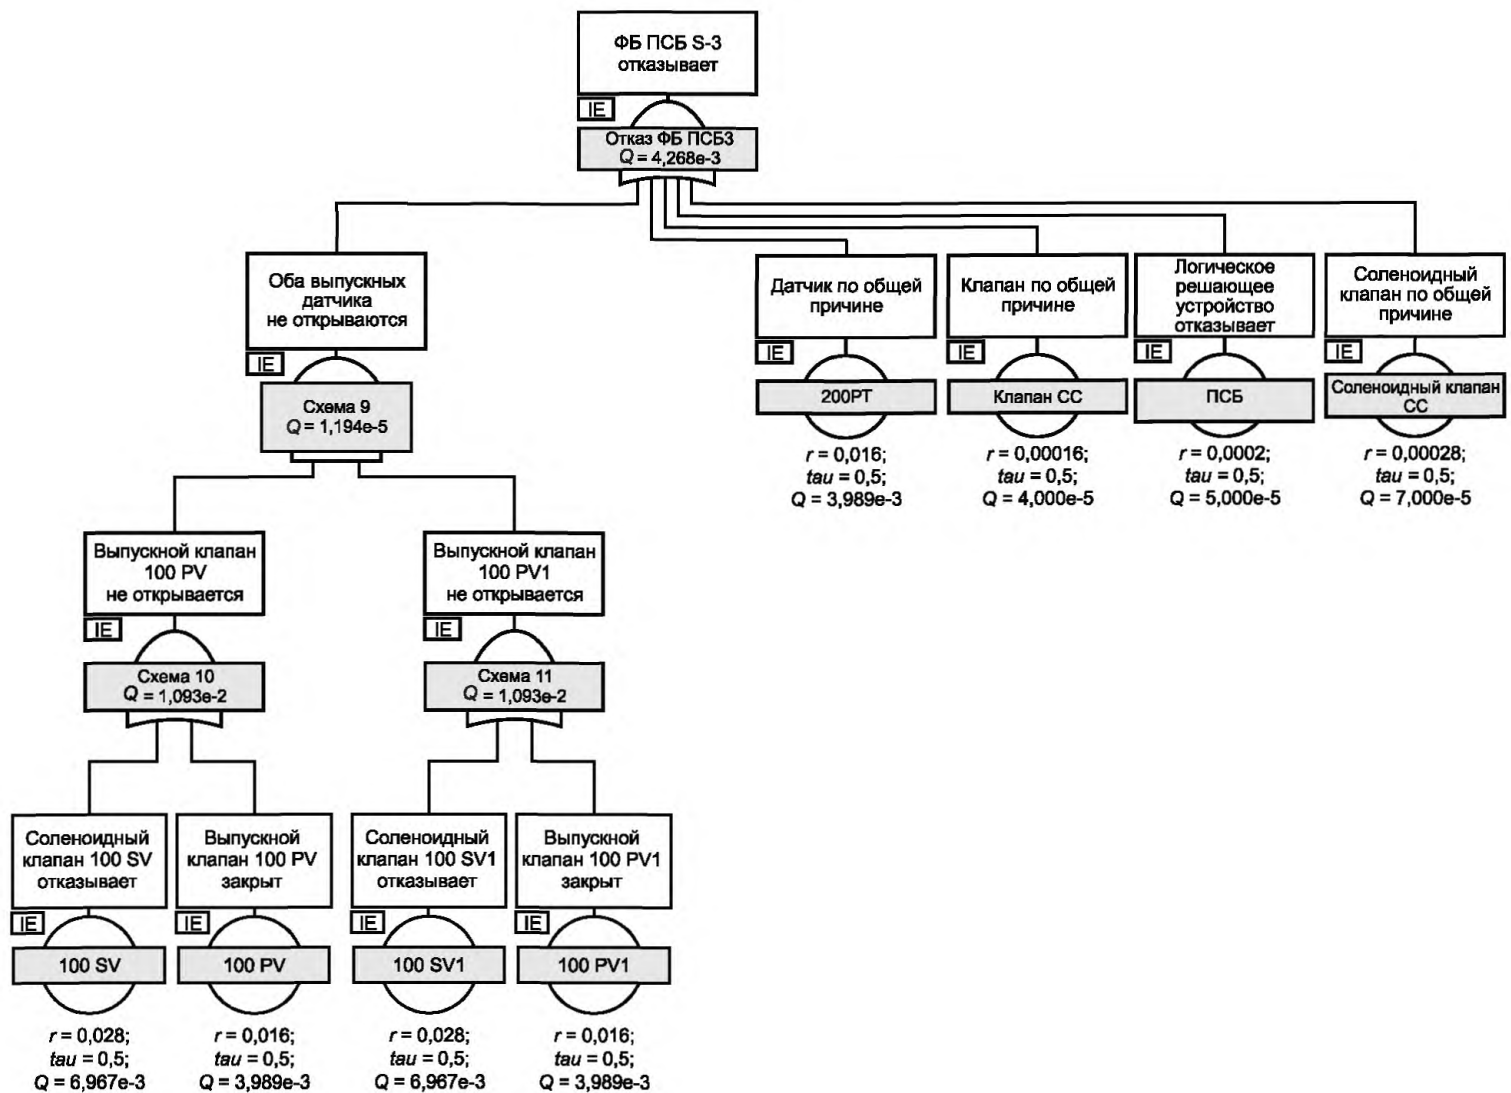 ФБ ПСБ S-3
отказывает
IE
Отказ ФБ ПСБ3
Q = 4,268e-3
Оба выпускных
датчика
не открываются
IE
Схема 9
Q = 1,194e-5
Датчик по общей
причине
IE
200PT
r = 0,016;
tau = 0,5;
Q = 3,989e-3
Клапан по общей
причине
IE
Клапан СС
r = 0,00016;
tau = 0,5;
Q = 4,000e-5
Логическое
решающее
устройство
отказывает
IE
ПСБ
r = 0,0002;
tau = 0,5;
Q = 5,000e-5
Соленоидный
клапан по общей
причине
IE
Соленоидный клапан
СС
r = 0,00028;
tau = 0,5;
Q = 7,000e-5
Выпускной клапан
100 PV
не открывается
IE
Схема 10
Q = 1,093e-2
Выпускной клапан
100 PV1
не открывается
IE
Схема 11
Q = 1,093e-2
Соленоидный
клапан 100 SV
отказывает
IE
100 SV
r = 0,028;
tau = 0,5;
Q = 6,967e-3
Выпускной
клапан 100 PV
закрыт
IE
100 PV
r = 0,016;
tau = 0,5;
Q = 3,989e-3
Соленоидный
клапан 100 SV1
отказывает
IE
100 SV1
r = 0,028;
tau = 0,5;
Q = 6,967e-3
Выпускной
клапан 100 PV1
закрыт
IE
100 PV1
r = 0,016;
tau = 0,5;
Q = 3,989e-3